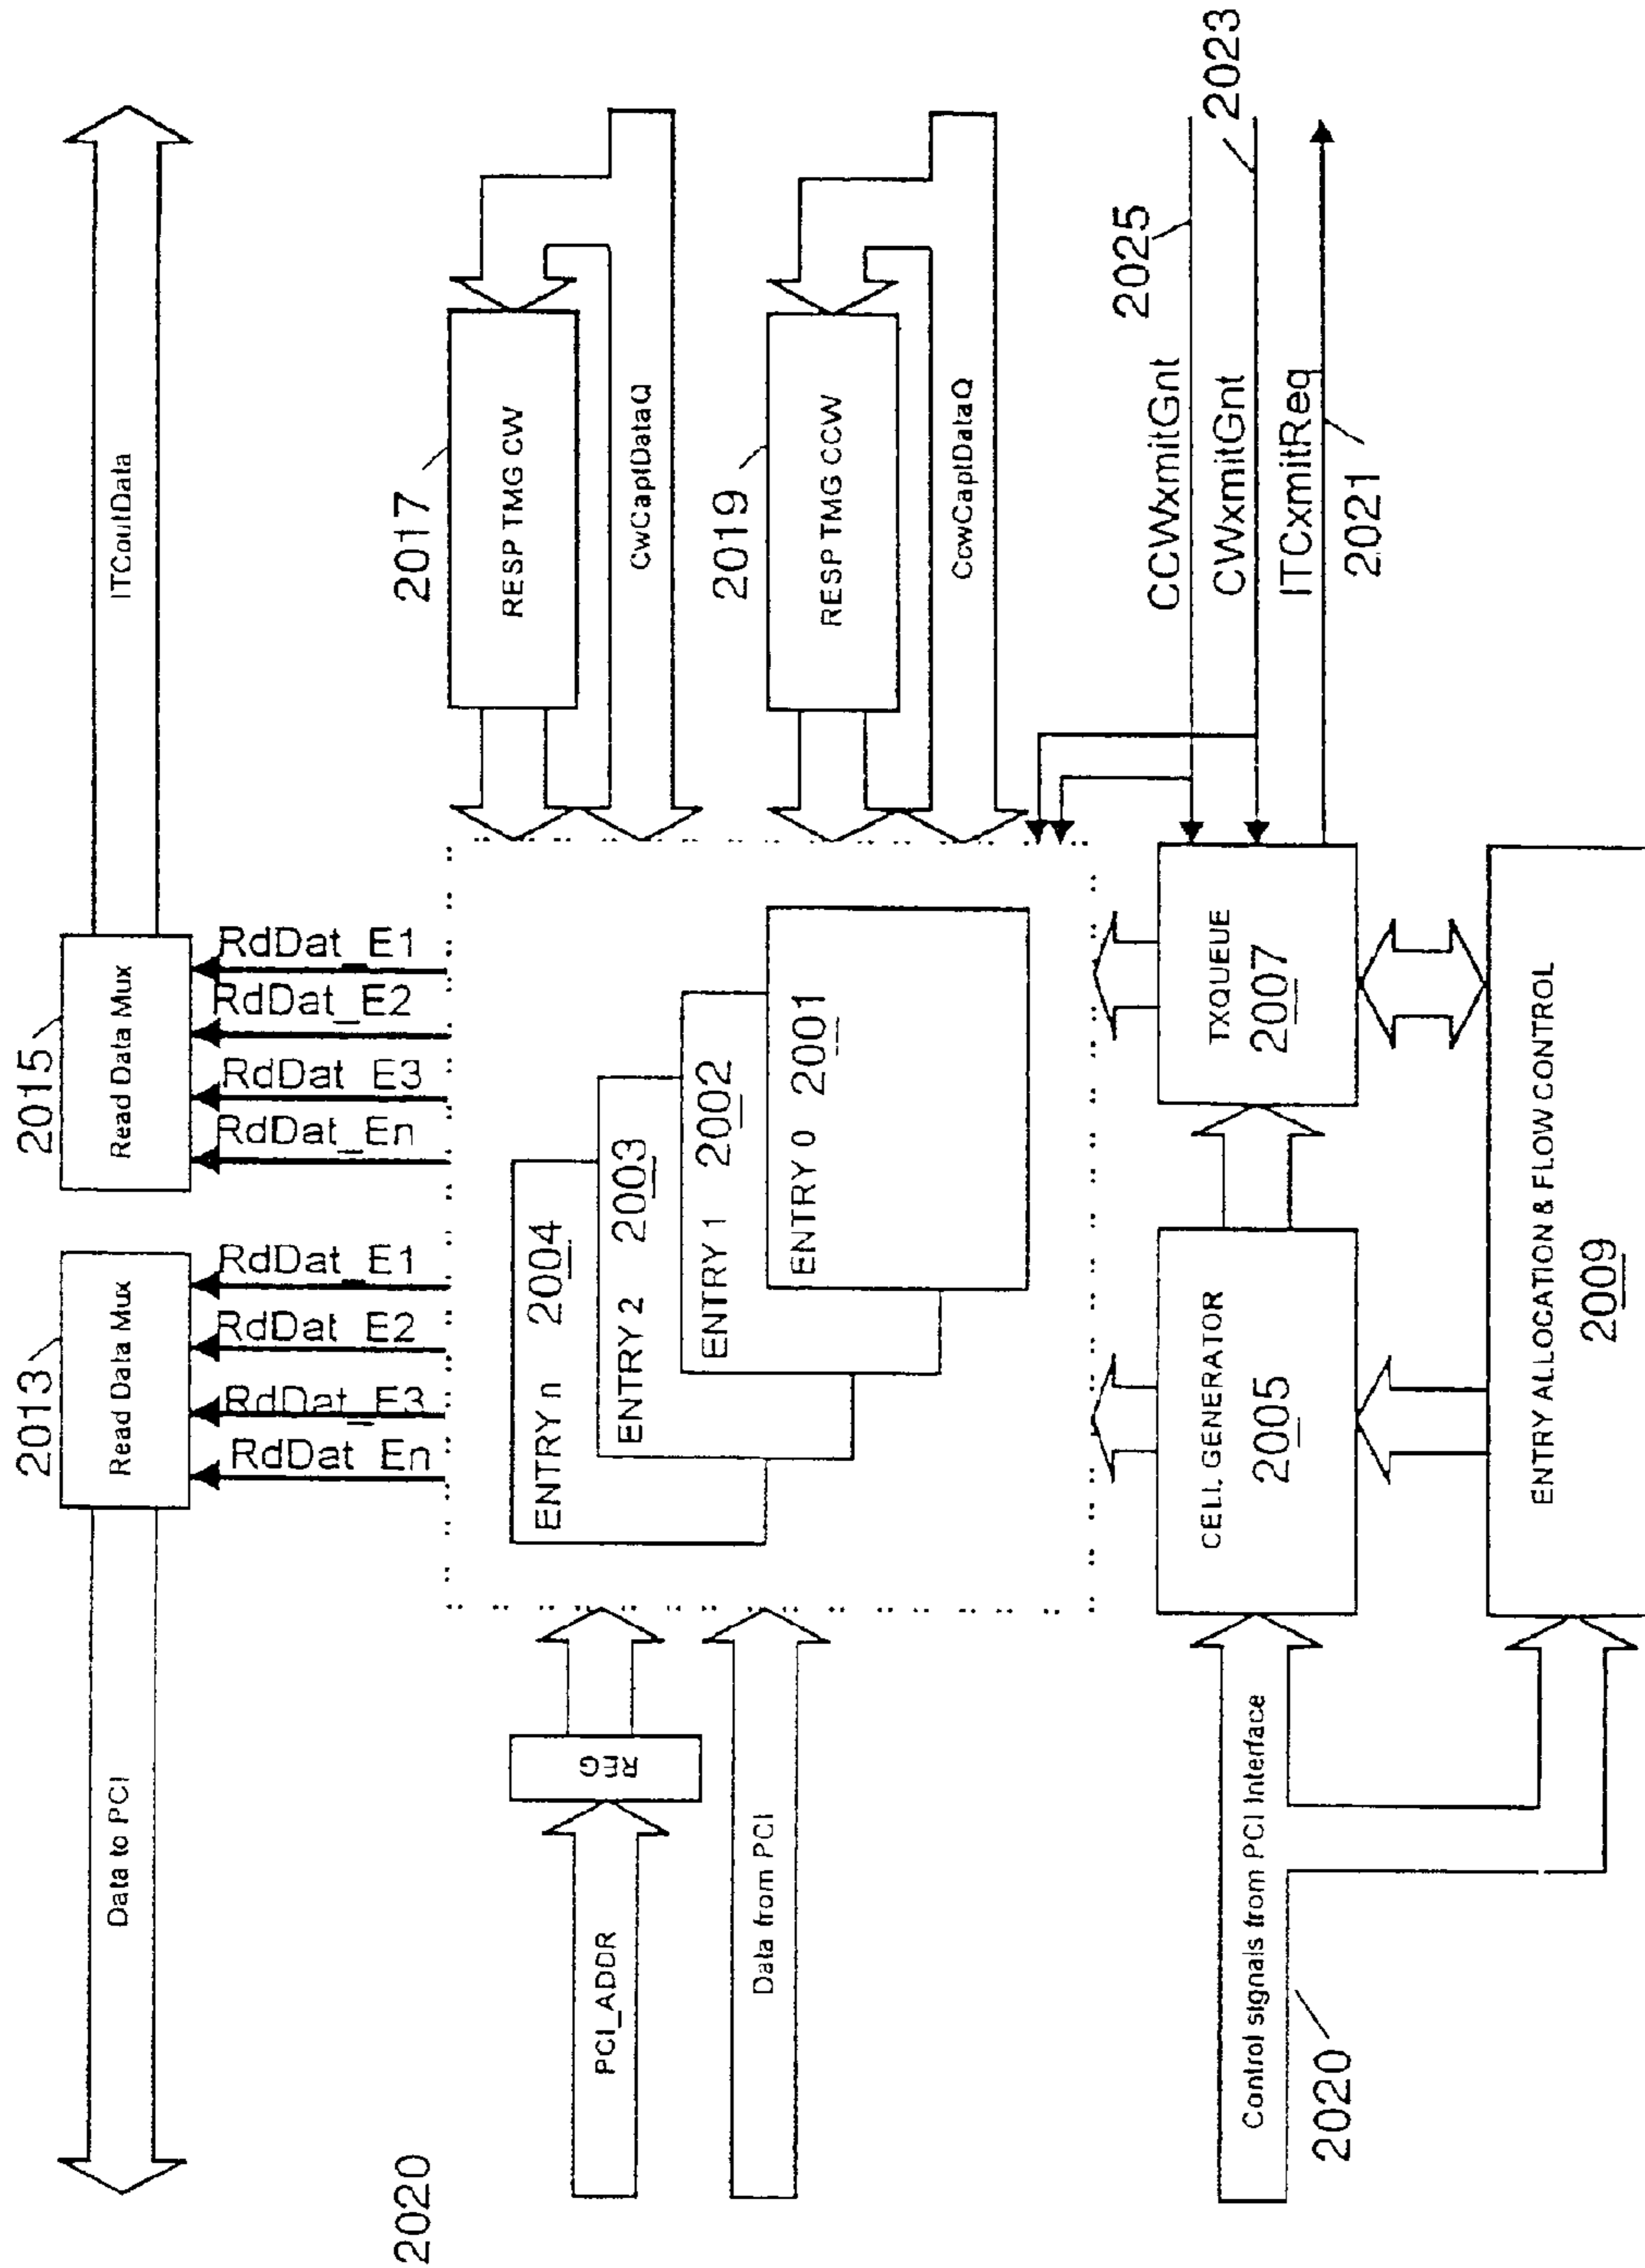 2020
Data to PCI
2013
Read Data Mux
RdDat_En
RdDat_E3
RdDat_E2
RdDat_E1
2015
Read Data Mux
RdDat_En
RdDat_E3
RdDat_E2
RdDat_E1
ITCoutData
PCI_ADDR
REG
Data from PCI
ENTRY n 2004
ENTRY 2 2003
ENTRY 1 2002
ENTRY 0 2001
2017
RESP TMG CW
CwCaptDataQ
2019
RESP TMG CCW
CcwCaptDataQ
Control signals from PCI Interface
2020
CELL GENERATOR
2005
TXQUEUE
2007
CCWxmitGnt
2025
CWxmitGnt
2023
ITCxmitReq
2021
ENTRY ALLOCATION & FLOW CONTROL
2009